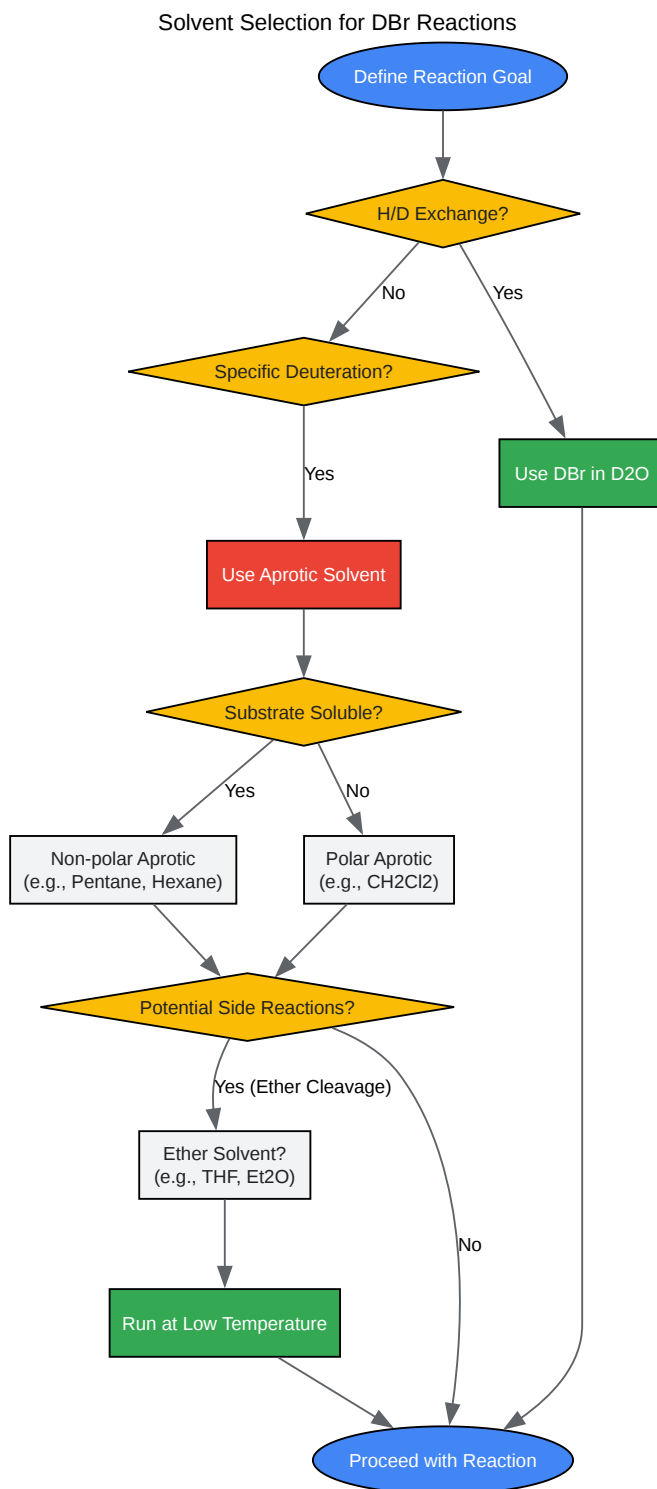 Solvent Selection for DBr Reactions
Define Reaction Goal
H/D Exchange?
No
Yes
Specific Deuteration?
Yes
Use DBr in D2O
Use Aprotic Solvent
Substrate Soluble?
Yes
No
Non-polar Aprotic
(e.g., Pentane, Hexane)
Polar Aprotic
(e.g., CH2Cl2)
Potential Side Reactions?
Yes (Ether Cleavage)
Ether Solvent?
(e.g., THF, Et2O)
No
Run at Low Temperature
Proceed with Reaction